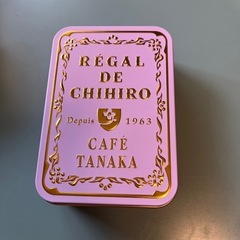 RÉGAL
DE
CHIHIRO
Depuis 1963
CAFÉ
TANAKA